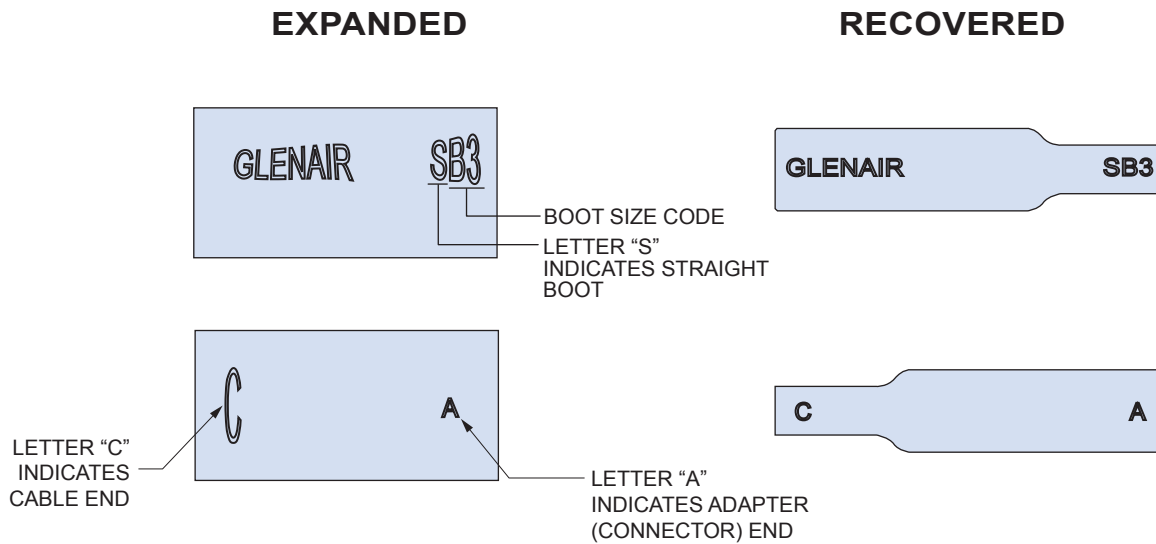 EXPANDED
RECOVERED
GLENAIR SB3
BOOT SIZE CODE
LETTER “S”
INDICATES STRAIGHT
BOOT
GLENAIR SB3
C A
LETTER “C”
INDICATES
CABLE END
LETTER “A”
INDICATES ADAPTER
(CONNECTOR) END
C A